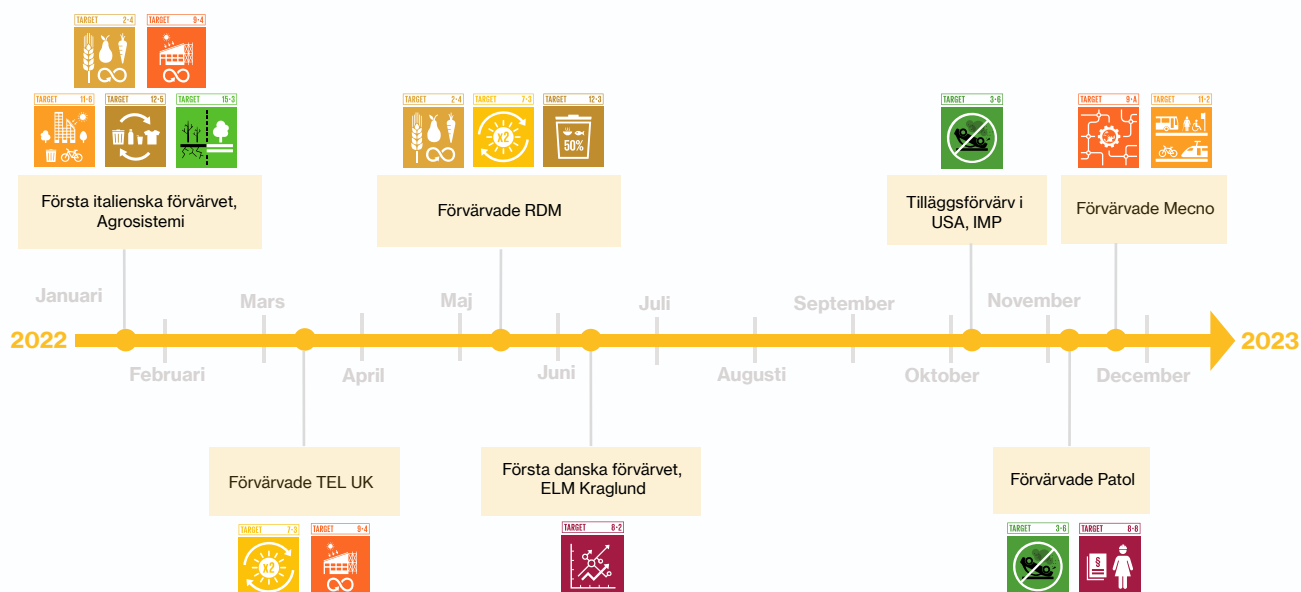 TARGET 2·4
TARGET 9·4
TARGET 11·6
TARGET 12·5
TARGET 15·3
TARGET 2·4
TARGET 7·3
X2
TARGET 12·3
50%
TARGET 3·6
TARGET 9·A
TARGET 11·2
Första italienska förvärvet,
Agrosistemi
Förvärvade RDM
Tilläggsförvärv i
USA, IMP
Förvärvade Mecno
Januari
Mars
Maj
Juli
September
November
2022
2023
Februari
April
Juni
Augusti
Oktober
December
Förvärvade TEL UK
Första danska förvärvet,
ELM Kraglund
Förvärvade Patol
TARGET 7·3
X2
TARGET 9·4
TARGET 8·2
TARGET 3·6
TARGET 8·8
§